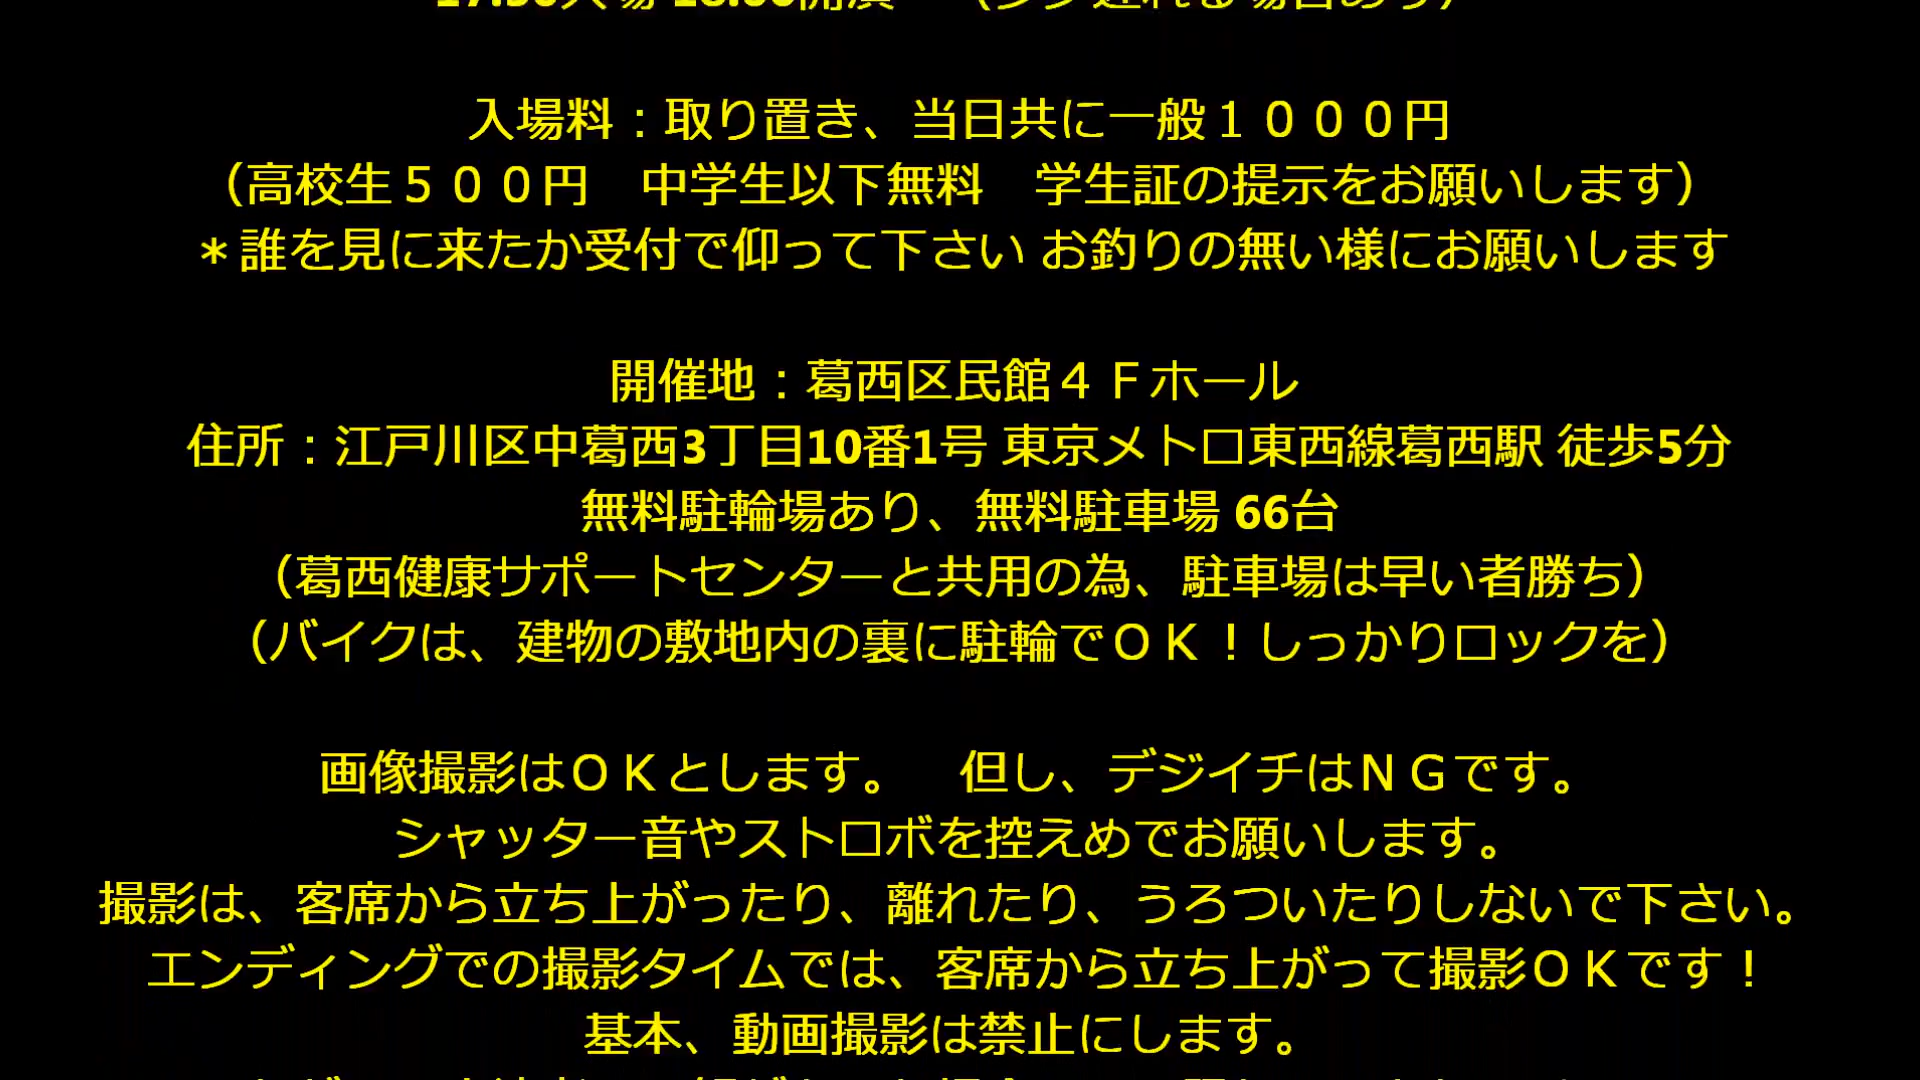 入場料：取り置き、当日共に一般１０００円
（高校生５００円　中学生以下無料　学生証の提示をお願いします）
＊誰を見に来たか受付で仰って下さい お釣りの無い様にお願いします
開催地：葛西区民館４Ｆホール
住所：江戸川区中葛西3丁目10番1号 東京メトロ東西線葛西駅 徒歩5分
無料駐輪場あり、無料駐車場 66台
（葛西健康サポートセンターと共用の為、駐車場は早い者勝ち）
（バイクは、建物の敷地内の裏に駐輪でＯＫ！しっかりロックを）
画像撮影はＯＫとします。　但し、デジイチはＮＧです。
シャッター音やストロボを控えめでお願いします。
撮影は、客席から立ち上がったり、離れたり、うろついたりしないで下さい。
エンディングでの撮影タイムでは、客席から立ち上がって撮影ＯＫです！
基本、動画撮影は禁止にします。